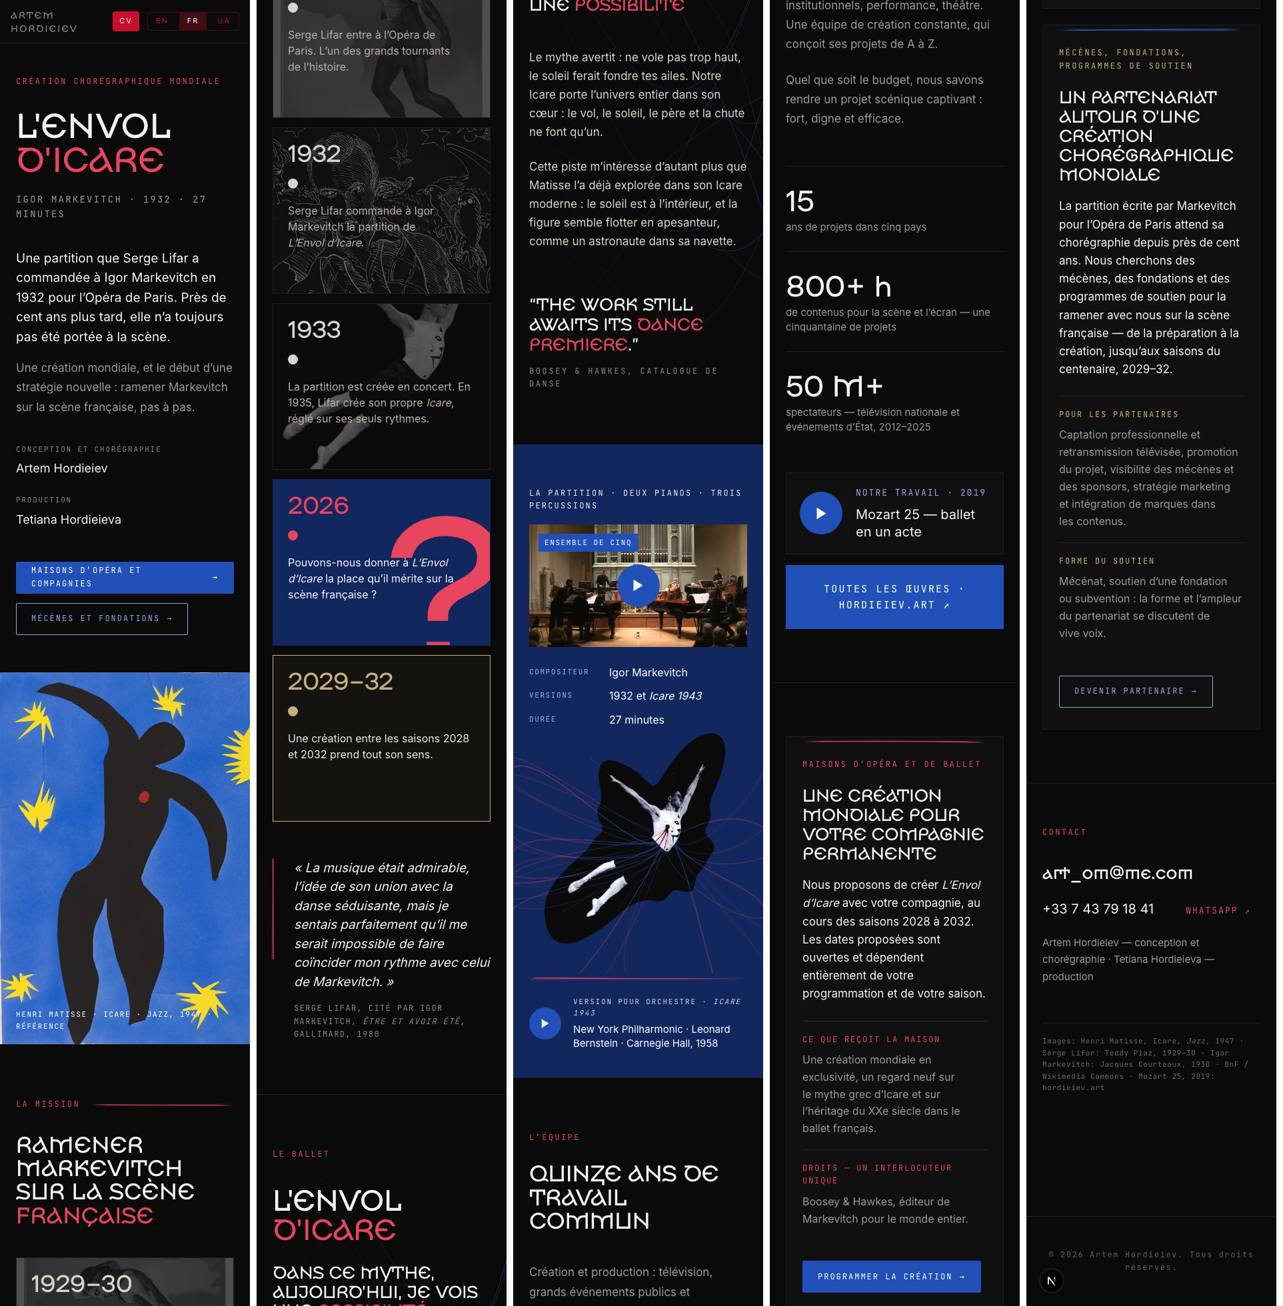 ARTEM
HORDIEIEV
CV
EN
FR
UA
CRÉATION CHORÉGRAPHIQUE MONDIALE
L'ENVOL
D'ICARE
IGOR MARKEVITCH · 1932 · 27
MINUTES
Une partition que Serge Lifar a
commandée à Igor Markevitch en
1932 pour l'Opéra de Paris. Près de
cent ans plus tard, elle n'a toujours
pas été portée à la scène.
Une création mondiale, et le début d'une
stratégie nouvelle : ramener Markevitch
sur la scène française, pas à pas.
CONCEPTION ET CHORÉGRAPHIE
Artem Hordieiev
PRODUCTION
Tetiana Hordieieva
MAISONS D'OPÉRA ET
COMPAGNIES →
MÉCÈNES ET FONDATIONS →
HENRI MATISSE · ICARE · JAZZ, 1947 ·
RÉFÉRENCE
LA MISSION
RAMENER
MARKEVITCH
SUR LA SCÈNE
FRANÇAISE
1929–30
Serge Lifar entre à l'Opéra de
Paris. L'un des grands tournants
de l'histoire.
1932
Serge Lifar commande à Igor
Markevitch la partition de
L'Envol d'Icare.
1933
La partition est créée en concert. En
1935, Lifar crée son propre Icare,
réglé sur ses seuls rythmes.
2026
?
Pouvons-nous donner à L'Envol
d'Icare la place qu'il mérite sur la
scène française ?
2029–32
Une création entre les saisons 2028
et 2032 prend tout son sens.
« La musique était admirable,
l'idée de son union avec la
danse séduisante, mais je
sentais parfaitement qu'il me
serait impossible de faire
coïncider mon rythme avec celui
de Markevitch. »
SERGE LIFAR, CITÉ PAR IGOR
MARKEVITCH, ÊTRE ET AVOIR ÉTÉ,
GALLIMARD, 1980
LE BALLET
L'ENVOL
D'ICARE
DANS CE MYTHE,
AUJOURD'HUI, JE VOIS
UNE POSSIBILITÉ
Le mythe avertit : ne vole pas trop haut,
le soleil ferait fondre tes ailes. Notre
Icare porte l'univers entier dans son
cœur : le vol, le soleil, le père et la chute
ne font qu'un.
Cette piste m'intéresse d'autant plus que
Matisse l'a déjà explorée dans son Icare
moderne : le soleil est à l'intérieur, et la
figure semble flotter en apesanteur,
comme un astronaute dans sa navette.
"THE WORK STILL
AWAITS ITS DANCE
PREMIERE."
BOOSEY & HAWKES, CATALOGUE DE
DANSE
LA PARTITION · DEUX PIANOS · TROIS
PERCUSSIONS
ENSEMBLE DE CINQ
COMPOSITEUR Igor Markevitch
VERSIONS 1932 et Icare 1943
DURÉE 27 minutes
VERSION POUR ORCHESTRE · ICARE
1943
New York Philharmonic · Leonard
Bernstein · Carnegie Hall, 1958
L'ÉQUIPE
QUINZE ANS DE
TRAVAIL
COMMUN
Création et production : télévision,
grands événements publics et
institutionnels, performance, théâtre.
Une équipe de création constante, qui
conçoit ses projets de A à Z.
Quel que soit le budget, nous savons
rendre un projet scénique captivant :
fort, digne et efficace.
15
ans de projets dans cinq pays
800+ h
de contenus pour la scène et l'écran — une
cinquantaine de projets
50 M+
spectateurs — télévision nationale et
événements d'État, 2012–2025
NOTRE TRAVAIL · 2019
Mozart 25 — ballet
en un acte
TOUTES LES ŒUVRES ·
HORDIEIEV.ART ↗
MAISONS D'OPÉRA ET DE BALLET
UNE CRÉATION
MONDIALE POUR
VOTRE COMPAGNIE
PERMANENTE
Nous proposons de créer L'Envol
d'Icare avec votre compagnie, au
cours des saisons 2028 à 2032.
Les dates proposées sont
ouvertes et dépendent
entièrement de votre
programmation et de votre saison.
CE QUE REÇOIT LA MAISON
Une création mondiale en
exclusivité, un regard neuf sur
le mythe grec d'Icare et sur
l'héritage du XXe siècle dans le
ballet français.
DROITS — UN INTERLOCUTEUR
UNIQUE
Boosey & Hawkes, éditeur de
Markevitch pour le monde entier.
PROGRAMMER LA CRÉATION →
MÉCÈNES, FONDATIONS,
PROGRAMMES DE SOUTIEN
UN PARTENARIAT
AUTOUR D'UNE
CRÉATION
CHORÉGRAPHIQUE
MONDIALE
La partition écrite par Markevitch
pour l'Opéra de Paris attend sa
chorégraphie depuis près de cent
ans. Nous cherchons des
mécènes, des fondations et des
programmes de soutien pour la
ramener avec nous sur la scène
française — de la préparation à la
création, jusqu'aux saisons du
centenaire, 2029–32.
POUR LES PARTENAIRES
Captation professionnelle et
retransmission télévisée, promotion
du projet, visibilité des mécènes et
des sponsors, stratégie marketing
et intégration de marques dans
les contenus.
FORME DU SOUTIEN
Mécénat, soutien d'une fondation
ou subvention : la forme et l'ampleur
du partenariat se discutent de
vive voix.
DEVENIR PARTENAIRE →
CONTACT
art_om@me.com
+33 7 43 79 18 41
WHATSAPP ↗
Artem Hordieiev — conception et
chorégraphie · Tetiana Hordieieva —
production
Images: Henri Matisse, Icare, Jazz, 1947 ·
Serge Lifar: Teddy Piaz, 1929–30 · Igor
Markevitch: Jacques Courteaux, 1930 · BnF /
Wikimedia Commons · Mozart 25, 2019:
hordieiev.art
© 2026 Artem Hordieiev. Tous droits
réservés.
N